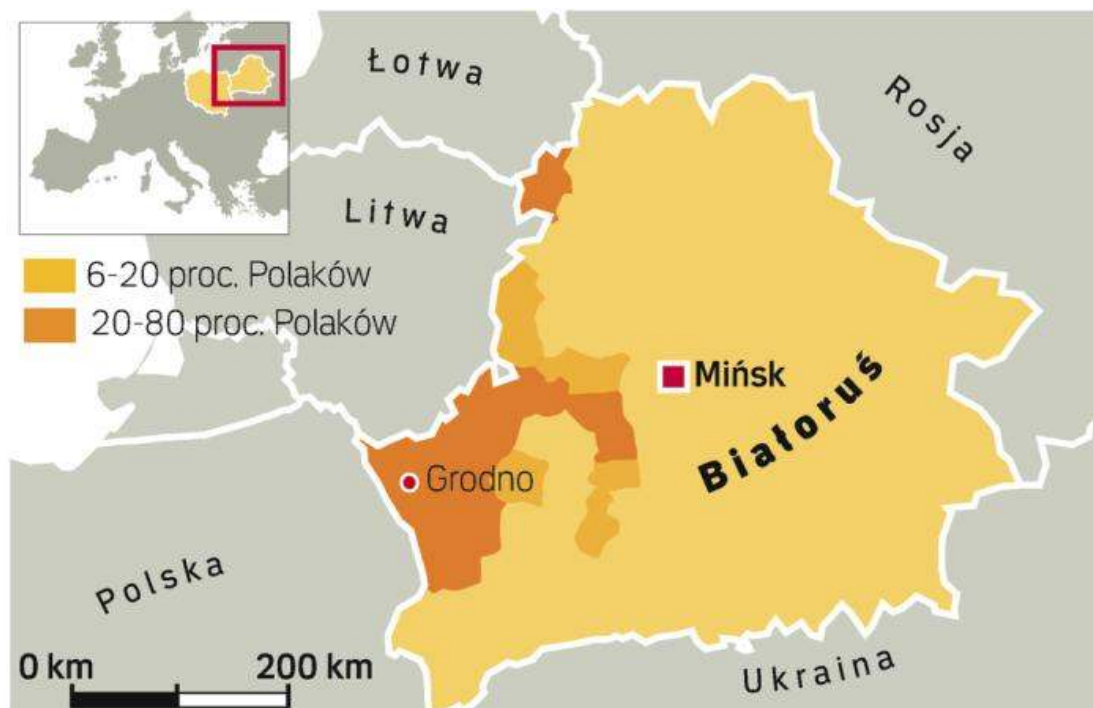 Łotwa
Rosja
Litwa
6-20 proc. Polaków
20-80 proc. Polaków
Mińsk
Białoruś
Grodno
Polska
0 km 200 km
Ukraina